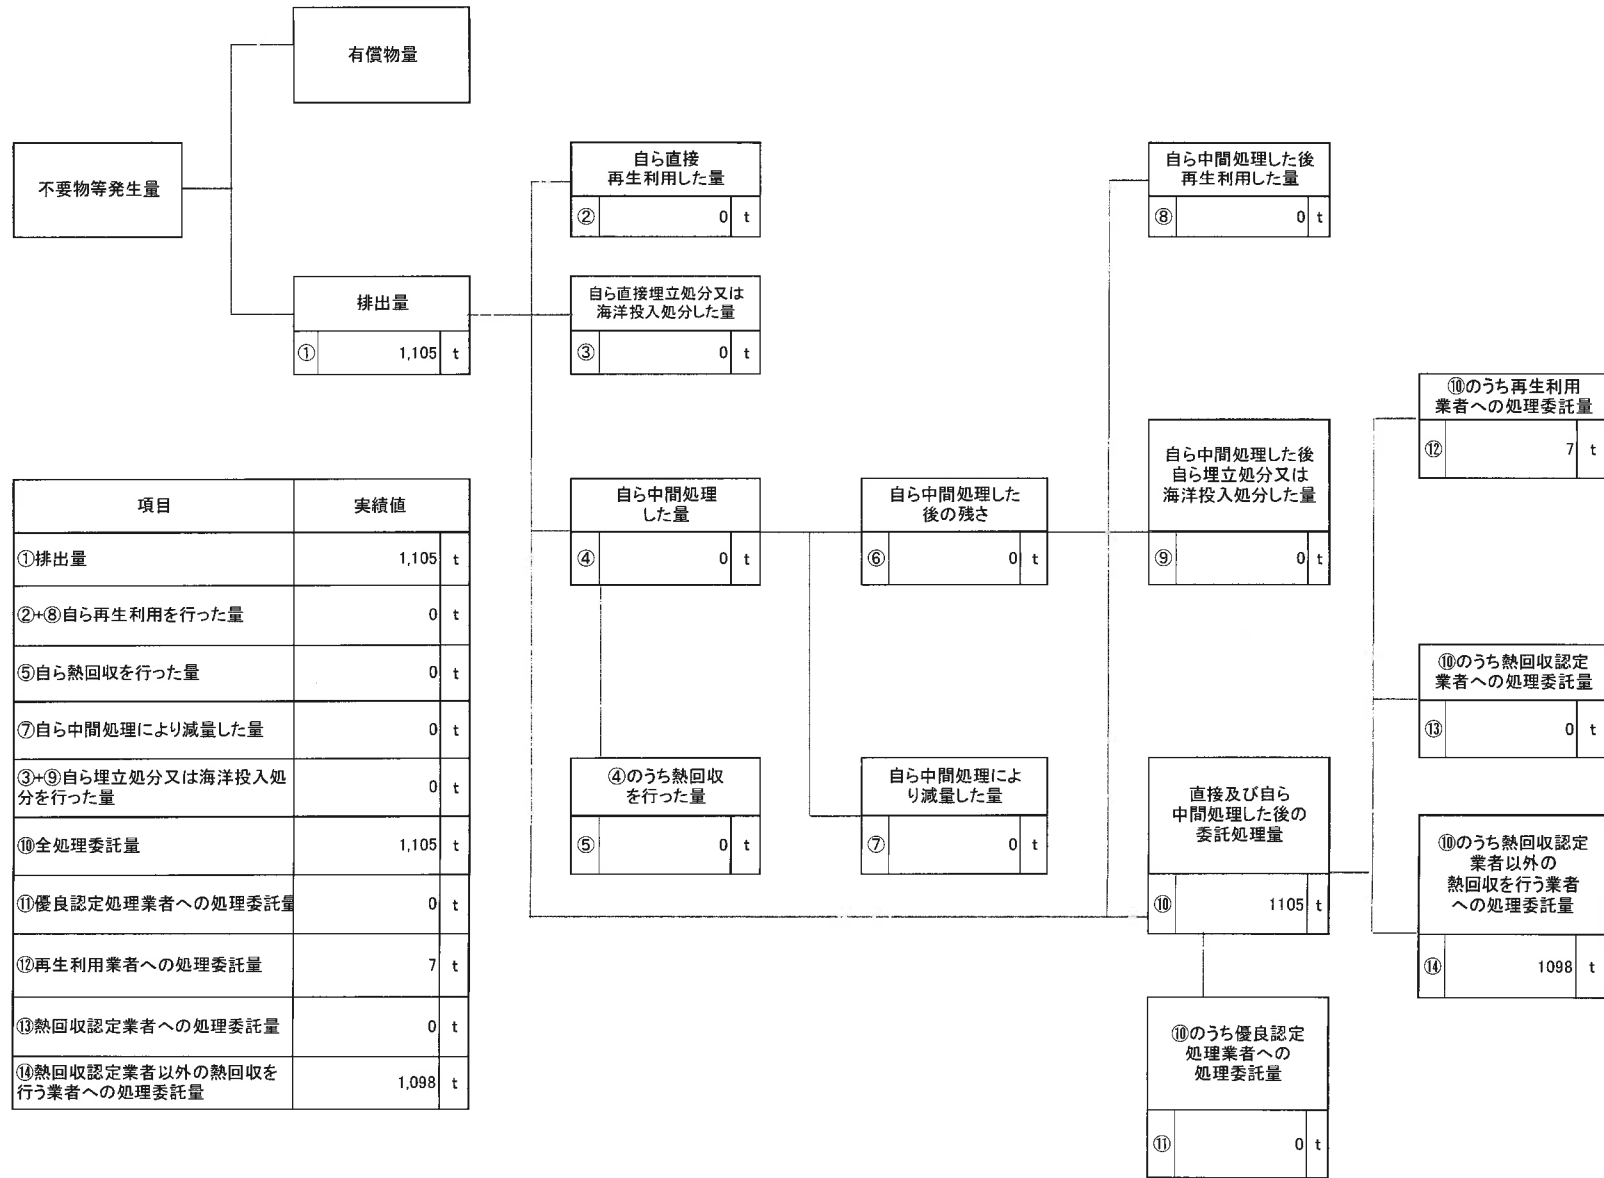 有償物量
不要物等発生量
排出量
① 1,105 t
自ら直接
再生利用した量
② 0 t
自ら直接埋立処分又は
海洋投入処分した量
③ 0 t
自ら中間処理
した量
④ 0 t
④のうち熱回収
を行った量
⑤ 0 t
自ら中間処理した
後の残さ
⑥ 0 t
自ら中間処理によ
り減量した量
⑦ 0 t
自ら中間処理した後
再生利用した量
⑧ 0 t
自ら中間処理した後
自ら埋立処分又は
海洋投入処分した量
⑨ 0 t
直接及び自ら
中間処理した後の
委託処理量
⑩ 1105 t
⑩のうち優良認定
処理業者への
処理委託量
⑪ 0 t
⑩のうち再生利用
業者への処理委託量
⑫ 7 t
⑩のうち熱回収認定
業者への処理委託量
⑬ 0 t
⑩のうち熱回収認定
業者以外の
熱回収を行う業者
への処理委託量
⑭ 1098 t
項目 実績値
①排出量 1,105 t
②+⑧自ら再生利用を行った量 0 t
⑤自ら熱回収を行った量 0 t
⑦自ら中間処理により減量した量 0 t
③+⑨自ら埋立処分又は海洋投入処
分を行った量 0 t
⑩全処理委託量 1,105 t
⑪優良認定処理業者への処理委託量 0 t
⑫再生利用業者への処理委託量 7 t
⑬熱回収認定業者への処理委託量 0 t
⑭熱回収認定業者以外の熱回収を
行う業者への処理委託量 1,098 t